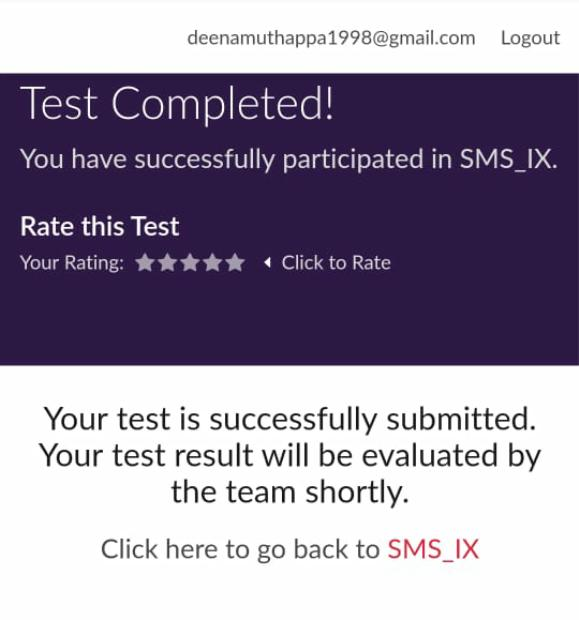 deenamuthappa1998@gmail.com Logout
Test Completed!
You have successfully participated in SMS_IX.
Rate this Test
Your Rating: Click to Rate
Your test is successfully submitted.
Your test result will be evaluated by
the team shortly.
Click here to go back to SMS_IX